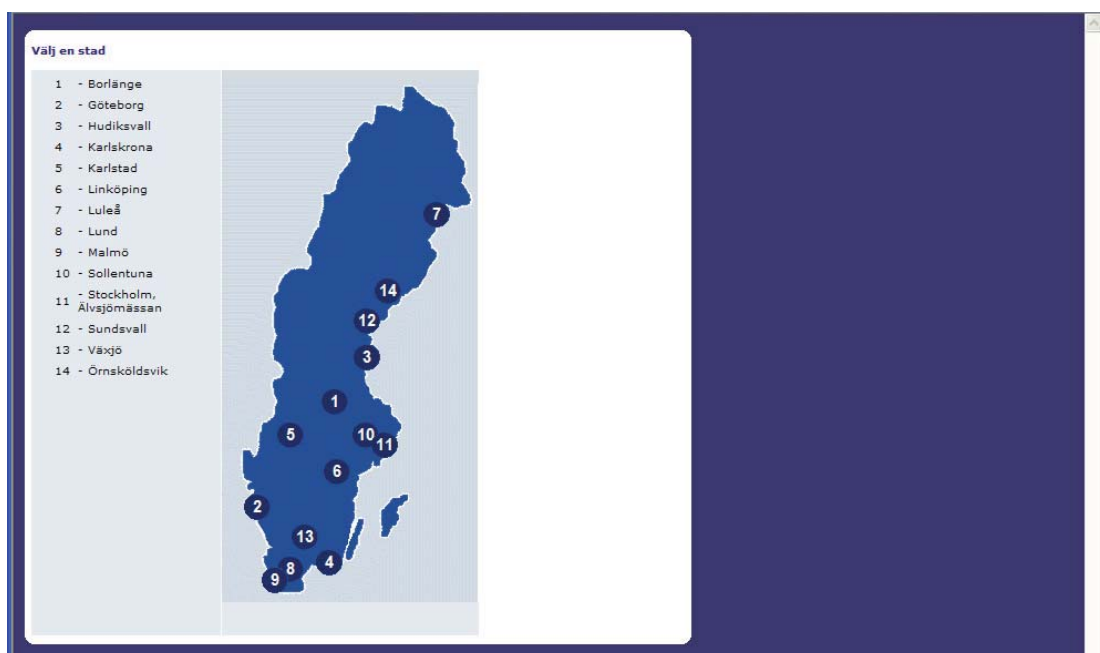 Välj en stad
1 - Borlänge
2 - Göteborg
3 - Hudiksvall
4 - Karlskrona
5 - Karlstad
6 - Linköping
7 - Luleå
8 - Lund
9 - Malmö
10 - Sollentuna
11 - Stockholm,
Älvsjömässan
12 - Sundsvall
13 - Växjö
14 - Örnsköldsvik
7
14
12
3
1
5
10
11
6
2
13
4
8
9